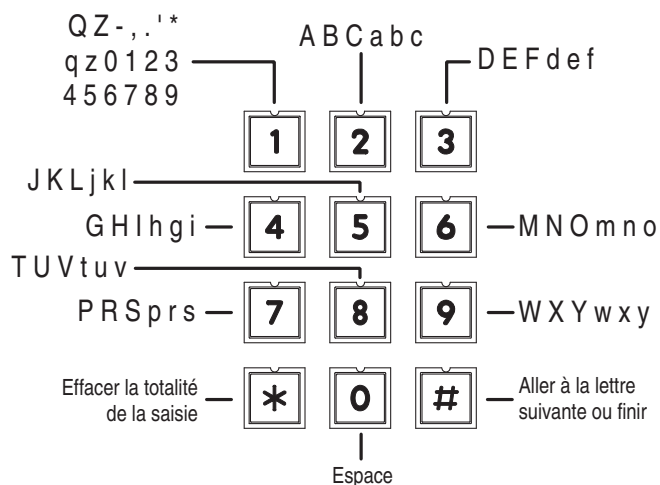 Q Z - , . ' *
q z 0 1 2 3
4 5 6 7 8 9
A B C a b c
D E F d e f
1
2
3
J K L j k l
G H I h g i
4
5
6
M N O m n o
T U V t u v
P R S p r s
7
8
9
W X Y w x y
Effacer la totalité
de la saisie
*
0
#
Aller à la lettre
suivante ou finir
Espace